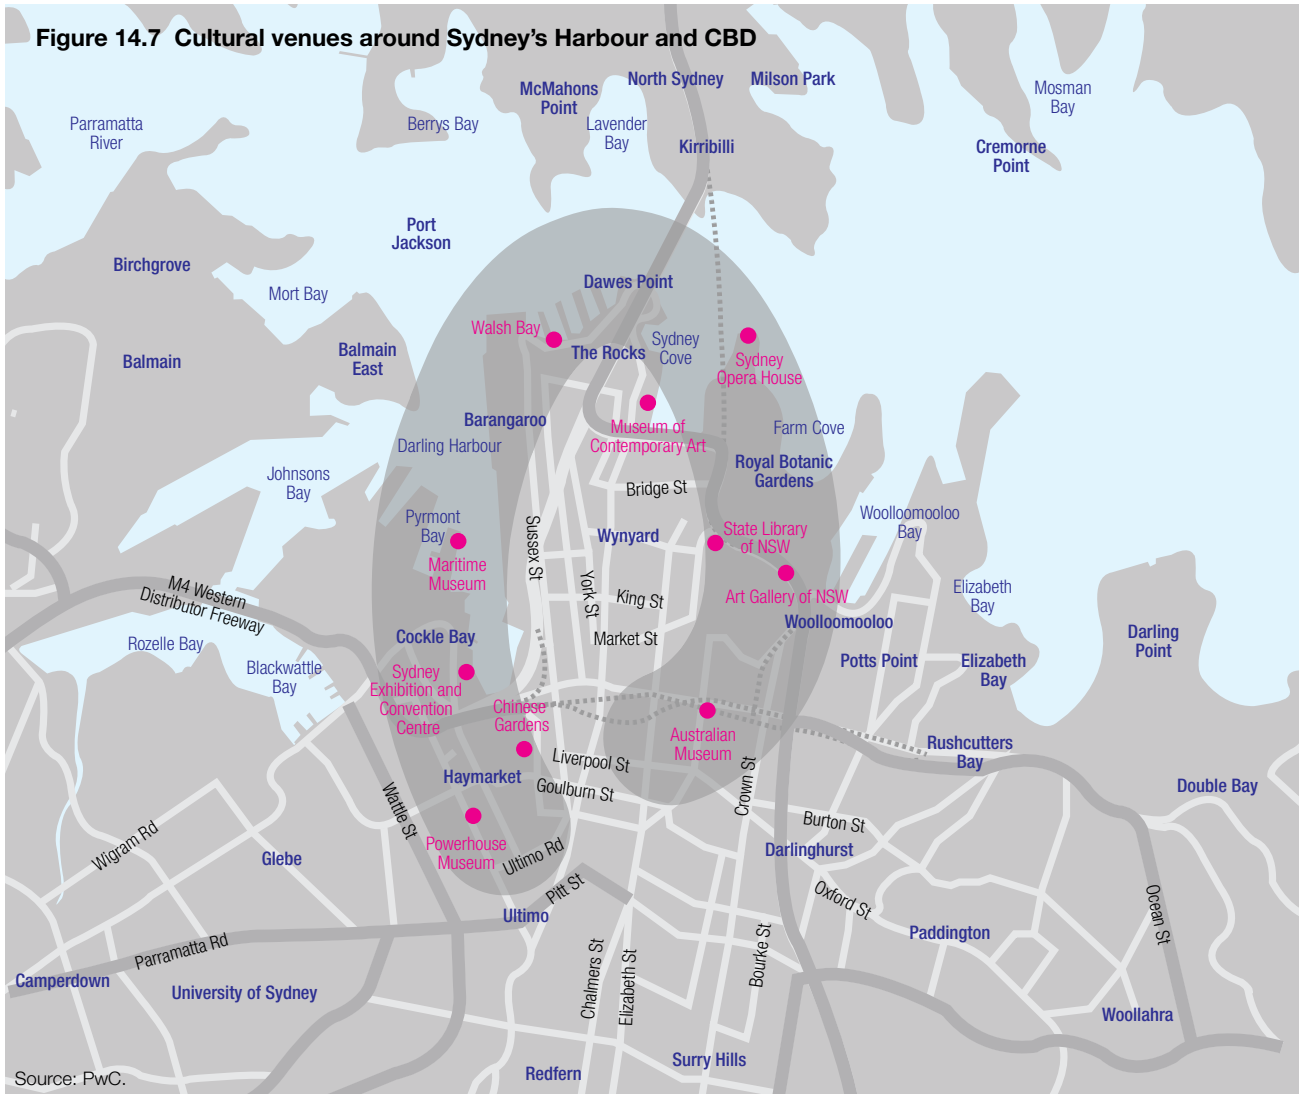 Figure 14.7 Cultural venues around Sydney's Harbour and CBD
North Sydney
Milson Park
McMahons
Point
Mosman
Bay
Parramatta
River
Berrys Bay
Lavender
Bay
Kirribilli
Cremorne
Point
Port
Jackson
Birchgrove
Dawes Point
Mort Bay
Walsh Bay
The Rocks
Sydney
Cove
Sydney
Opera House
Balmain
Balmain
East
Barangaroo
Museum of
Contemporary Art
Farm Cove
Darling Harbour
Royal Botanic
Gardens
Johnsons
Bay
Bridge St
Pyrmont
Bay
Sussex St
Wynyard
State Library
of NSW
Woolloomooloo
Bay
Maritime
Museum
York St
King St
Art Gallery of NSW
Elizabeth
Bay
M4 Western
Distributor Freeway
Woolloomooloo
Rozelle Bay
Cockle Bay
Market St
Darling
Point
Blackwattle
Bay
Potts Point
Elizabeth
Bay
Sydney
Exhibition and
Convention
Centre
Chinese
Gardens
Australian
Museum
Rushcutters
Bay
Liverpool St
Haymarket
Goulburn St
Crown St
Double Bay
Wattle St
Powerhouse
Museum
Ultimo Rd
Burton St
Wigram Rd
Glebe
Darlinghurst
Pitt St
Oxford St
Ocean St
Ultimo
Paddington
Parramatta Rd
Chalmers St
Elizabeth St
Bourke St
Camperdown
University of Sydney
Woollahra
Surry Hills
Redfern
Source: PwC.